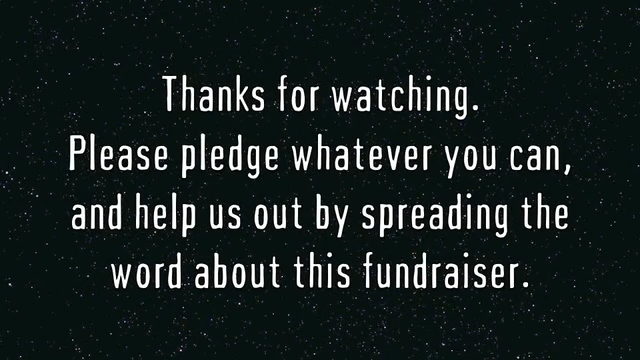 Thanks for watching.
Please pledge whatever you can,
and help us out by spreading the
word about this fundraiser.